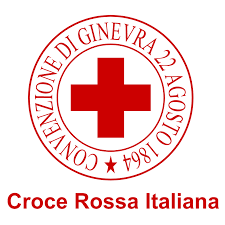 CONVENZIONE DI GINEVRA 22 AGOSTO 1864
Croce Rossa Italiana